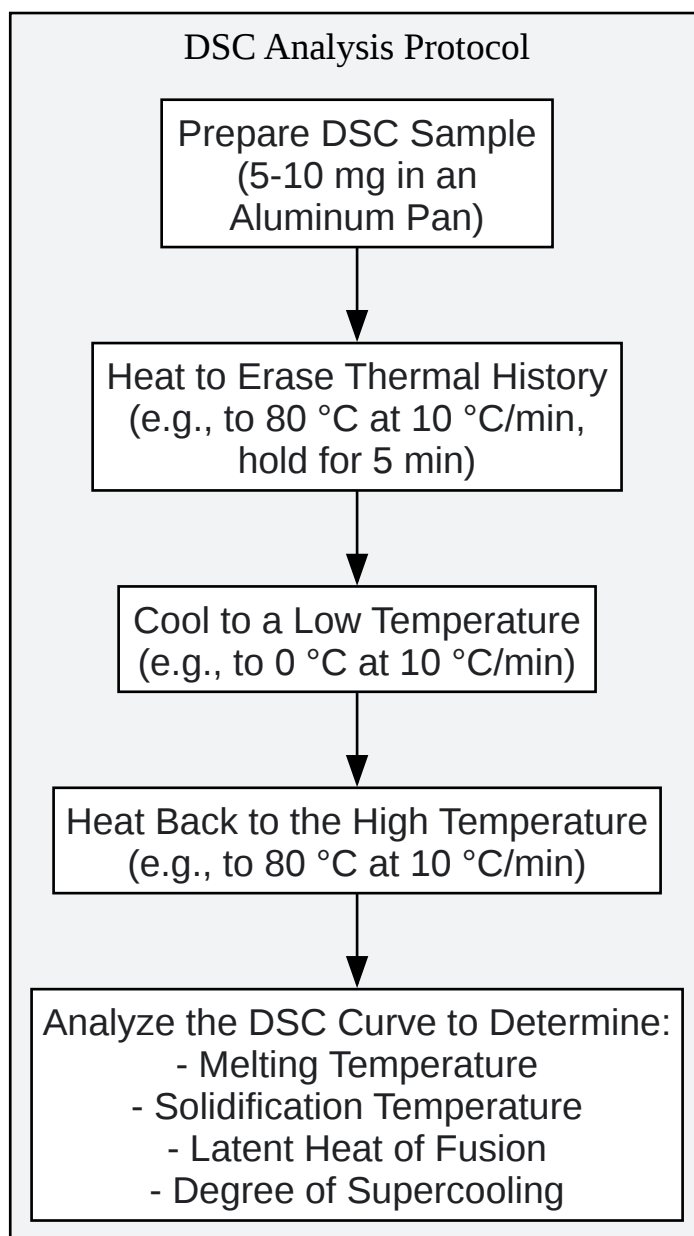 DSC Analysis Protocol
Prepare DSC Sample
(5-10 mg in an
Aluminum Pan)
Heat to Erase Thermal History
(e.g., to 80 °C at 10 °C/min,
hold for 5 min)
Cool to a Low Temperature
(e.g., to 0 °C at 10 °C/min)
Heat Back to the High Temperature
(e.g., to 80 °C at 10 °C/min)
Analyze the DSC Curve to Determine:
- Melting Temperature
- Solidification Temperature
- Latent Heat of Fusion
- Degree of Supercooling